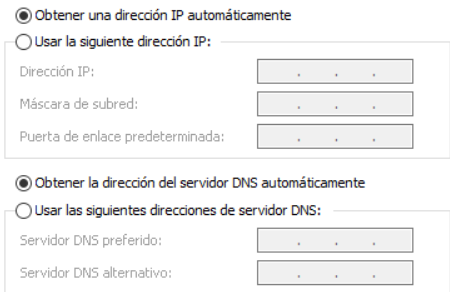 Obtener una dirección IP automáticamente
Usar la siguiente dirección IP:
Dirección IP:
. . .
Máscara de subred:
. . .
Puerta de enlace predeterminada:
. . .
Obtener la dirección del servidor DNS automáticamente
Usar las siguientes direcciones de servidor DNS:
Servidor DNS preferido:
. . .
Servidor DNS alternativo:
. . .